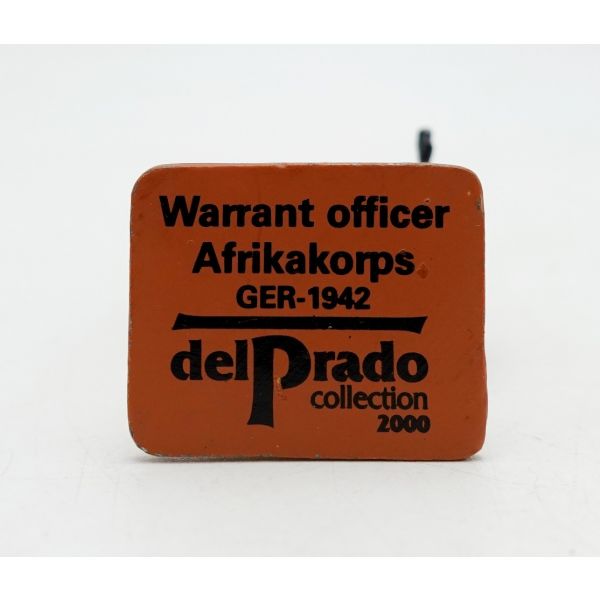 Warrant officer
Afrikakorps
GER-1942
delPrado
collection
2000